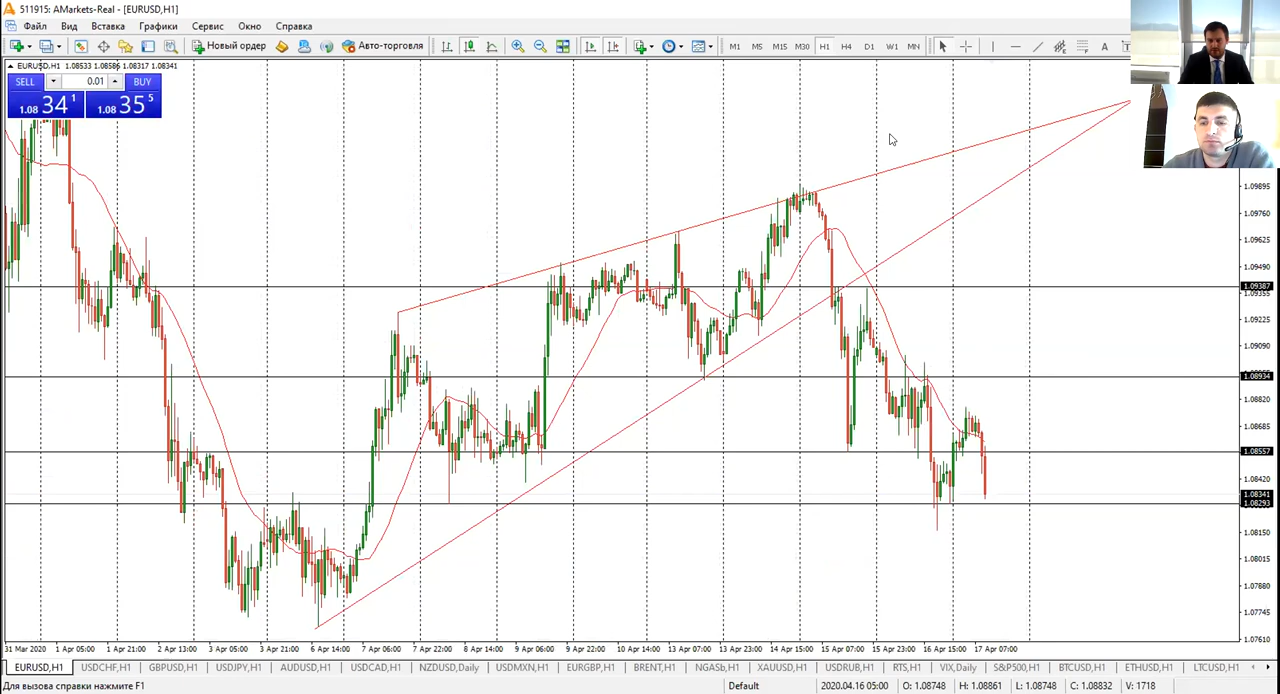 511915: AMarkets-Real - [EURUSD,H1]
Файл Вид Вставка Графики Сервис Окно Справка
Новый ордер Авто-торговля M1 M5 M15 M30 H1 H4 D1 W1 MN A T
EURUSD,H1 1.08533 1.08586 1.08317 1.08341
SELL 0.01 BUY
1.08 34 1 1.08 35 5
1.09895
1.09760
1.09625
1.09490
1.09387
1.09355
1.09225
1.09090
1.08934
1.08820
1.08685
1.08557
1.08420
1.08341
1.08293
1.08150
1.08015
1.07880
1.07745
1.07610
31 Mar 2020 1 Apr 05:00 1 Apr 21:00 2 Apr 13:00 3 Apr 05:00 3 Apr 21:00 6 Apr 14:00 7 Apr 06:00 7 Apr 22:00 8 Apr 14:00 9 Apr 06:00 9 Apr 22:00 10 Apr 14:00 13 Apr 07:00 13 Apr 23:00 14 Apr 15:00 15 Apr 07:00 15 Apr 23:00 16 Apr 15:00 17 Apr 07:00
EURUSD,H1 USDCHF,H1 GBPUSD,H1 USDJPY,H1 AUDUSD,H1 USDCAD,H1 NZDUSD,Daily USDMXN,H1 EURGBP,H1 BRENT,H1 NGASb,H1 XAUUSD,H1 USDRUB,H1 RTS,H1 VIX,Daily S&P500,H1 BTCUSD,H1 ETHUSD,H1 LTCUSD,H1
Для вызова справки нажмите F1 Default 2020.04.16 05:00 O: 1.08748 H: 1.08861 L: 1.08748 C: 1.08832 V: 1718